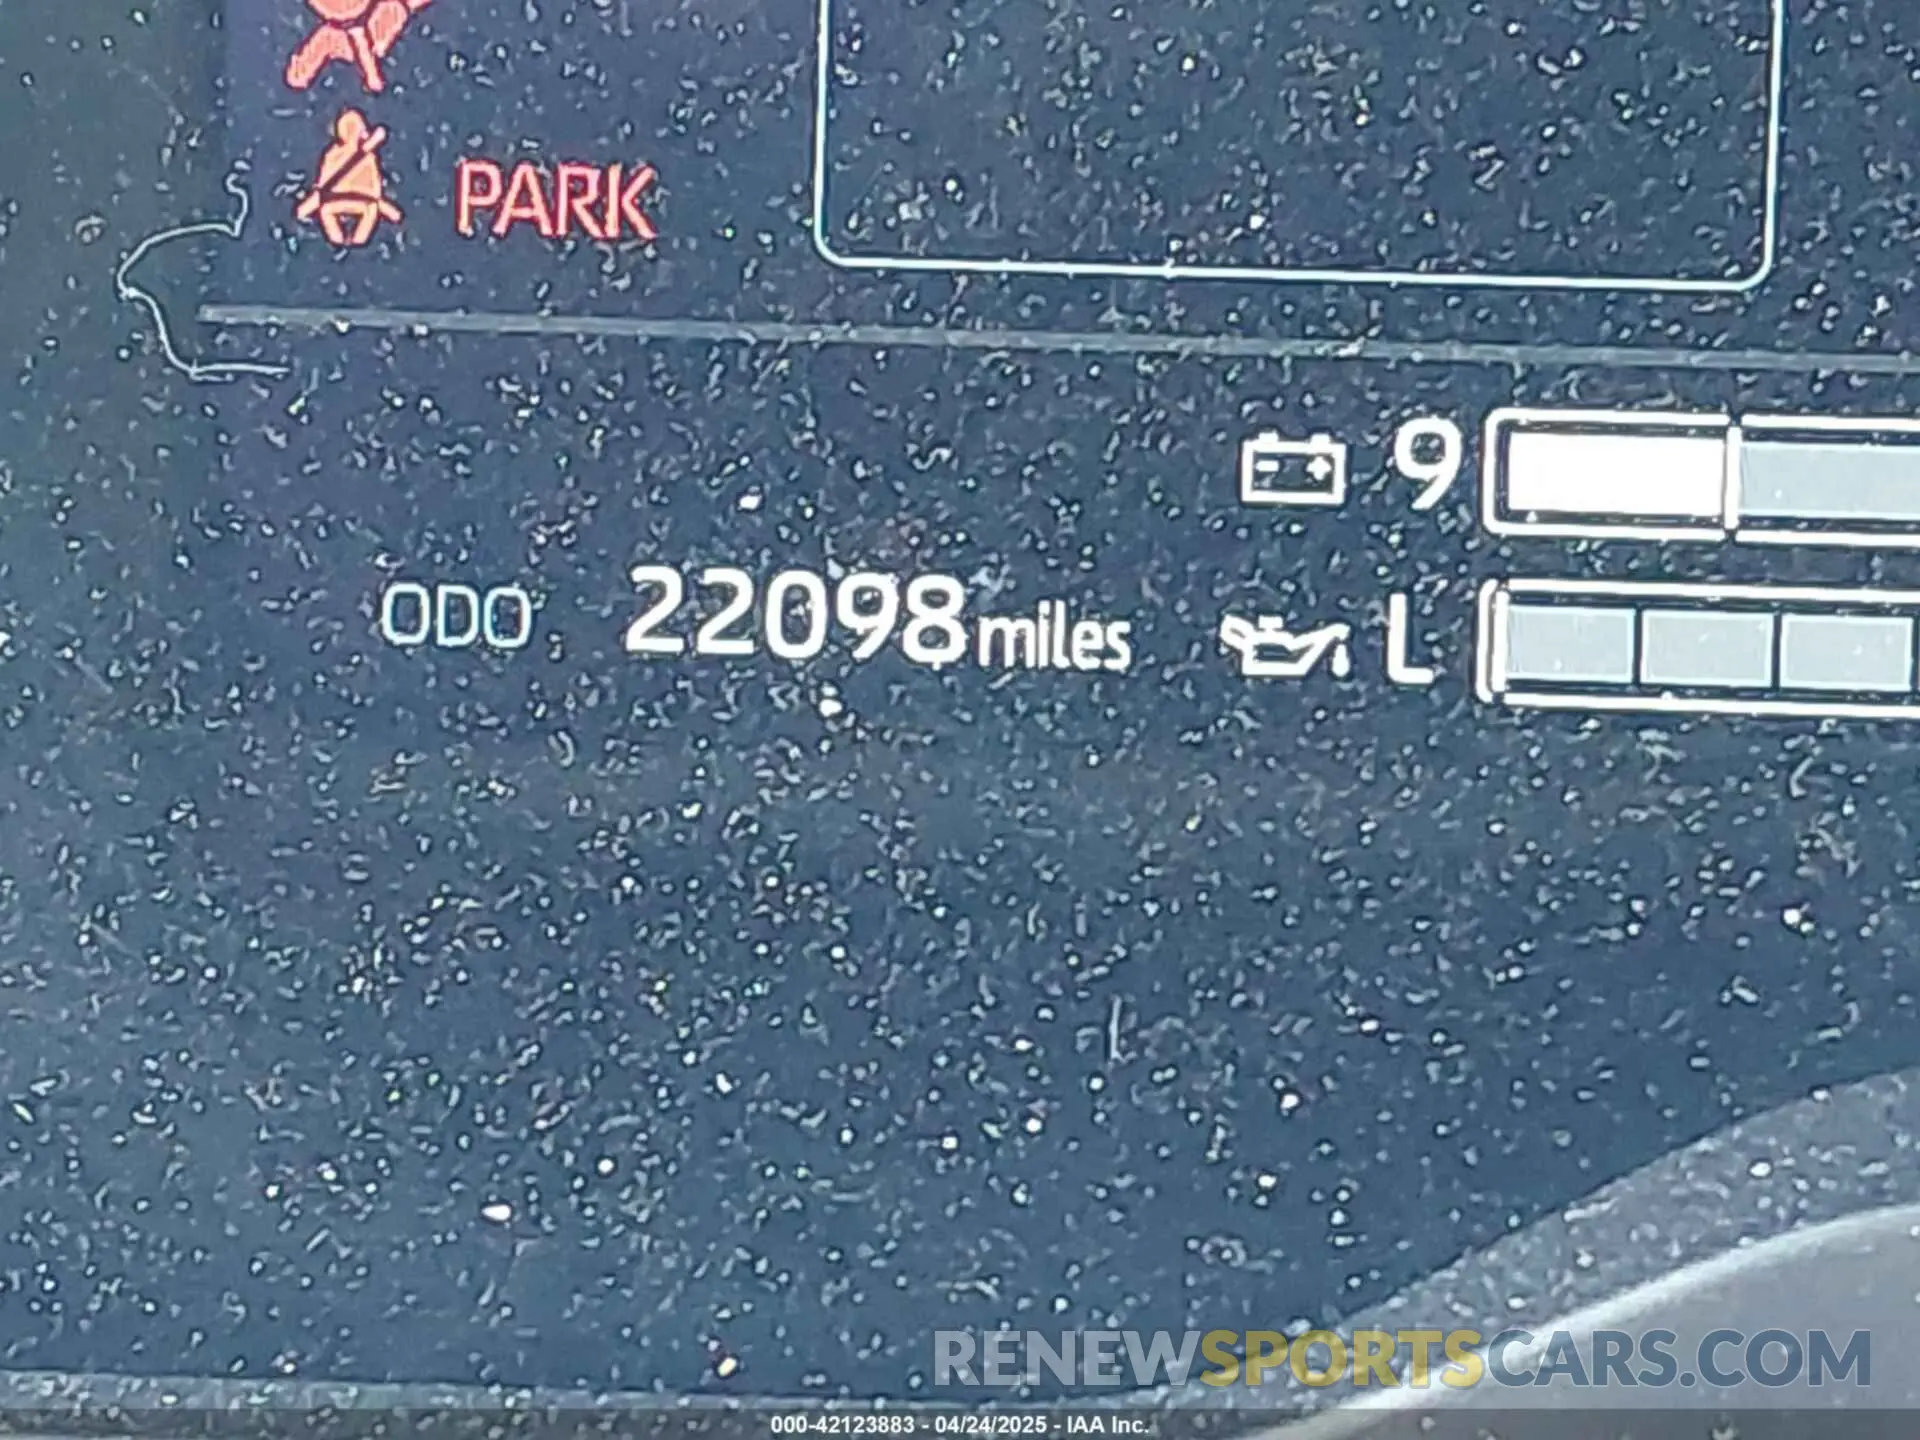 PARK
9
ODO 22098 miles L
RENEWSPORTSCARS.COM
000-42123883 - 04/24/2025 - IAA Inc.